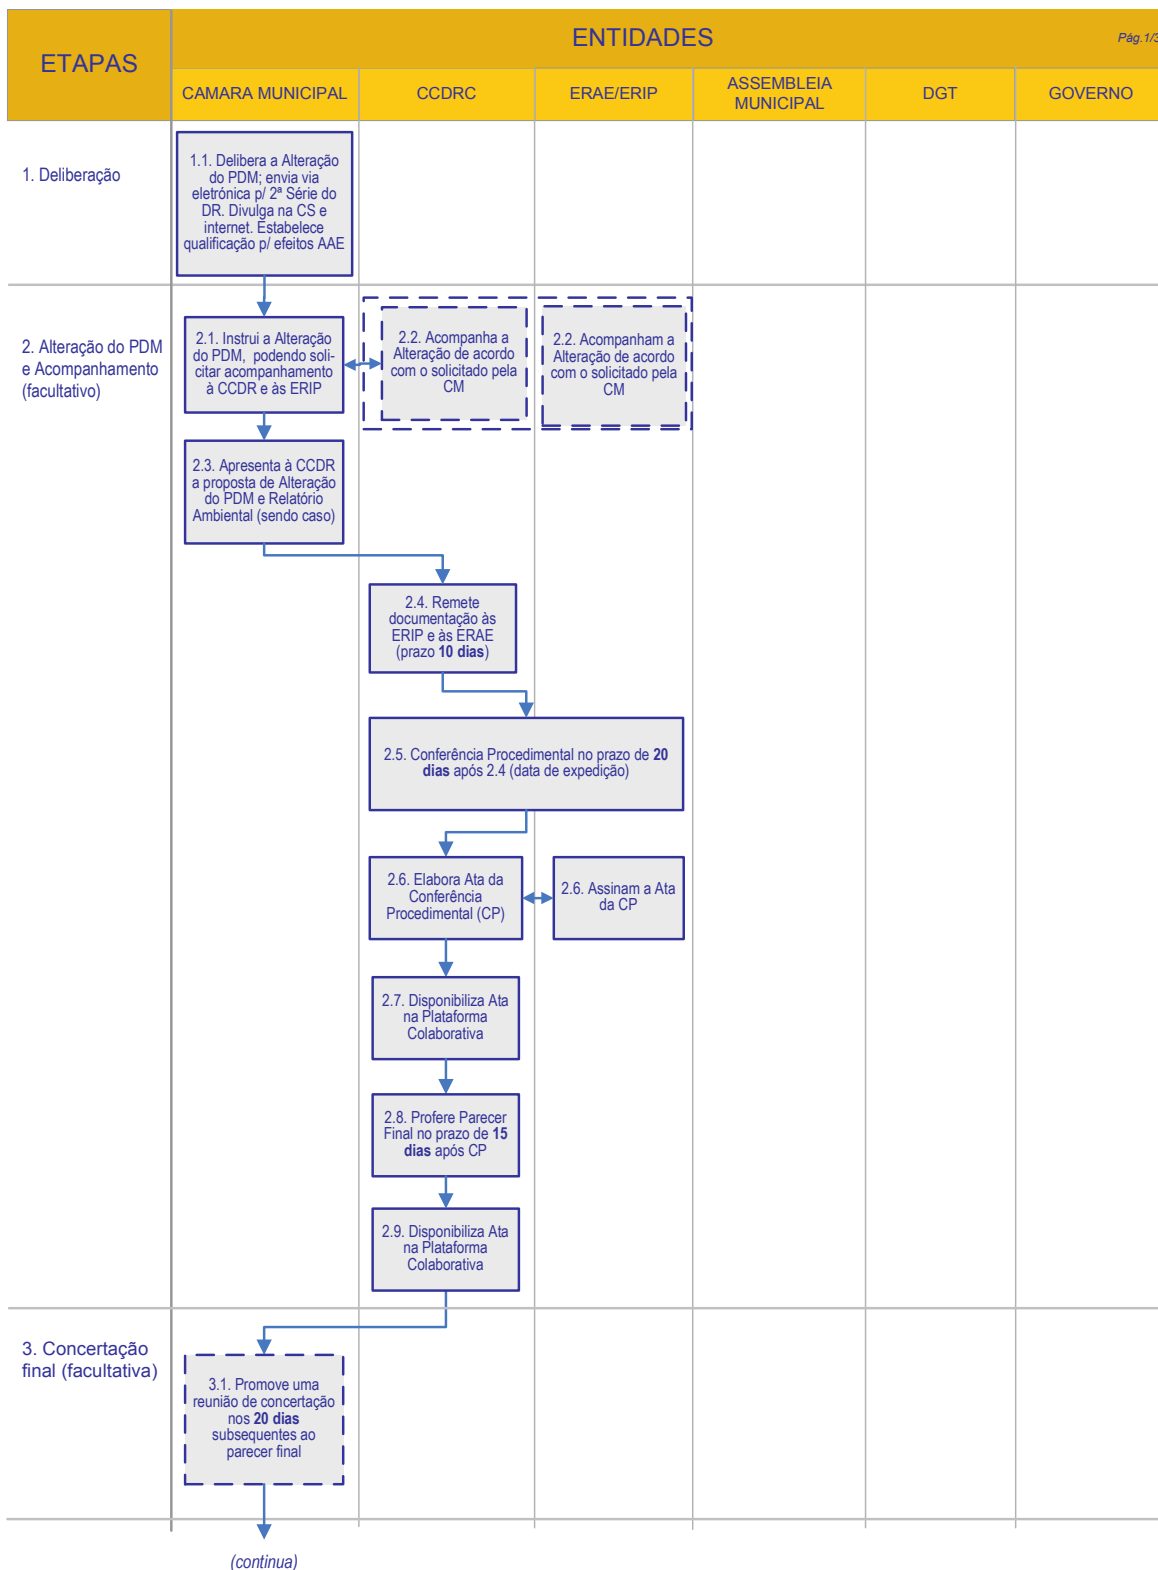 ETAPAS
ENTIDADES
Pág.1/3
CAMARA MUNICIPAL
CCDRC
ERAE/ERIP
ASSEMBLEIA
MUNICIPAL
DGT
GOVERNO
1. Deliberação
1.1. Delibera a Alteração
do PDM; envia via
eletrónica p/ 2ª Série do
DR. Divulga na CS e
internet. Estabelece
qualificação p/ efeitos AAE
2. Alteração do PDM
e Acompanhamento
(facultativo)
2.1. Instrui a Alteração
do PDM, podendo soli-
citar acompanhamento
à CCDR e às ERIP
2.2. Acompanha a
Alteração de acordo
com o solicitado pela
CM
2.2. Acompanham a
Alteração de acordo
com o solicitado pela
CM
2.3. Apresenta à CCDR
a proposta de Alteração
do PDM e Relatório
Ambiental (sendo caso)
2.4. Remete
documentação às
ERIP e às ERAE
(prazo 10 dias)
2.5. Conferência Procedimental no prazo de 20
dias após 2.4 (data de expedição)
2.6. Elabora Ata da
Conferência
Procedimental (CP)
2.6. Assinam a Ata
da CP
2.7. Disponibiliza Ata
na Plataforma
Colaborativa
2.8. Profere Parecer
Final no prazo de 15
dias após CP
2.9. Disponibiliza Ata
na Plataforma
Colaborativa
3. Concertação
final (facultativa)
3.1. Promove uma
reunião de concertação
nos 20 dias
subsequentes ao
parecer final
(continua)